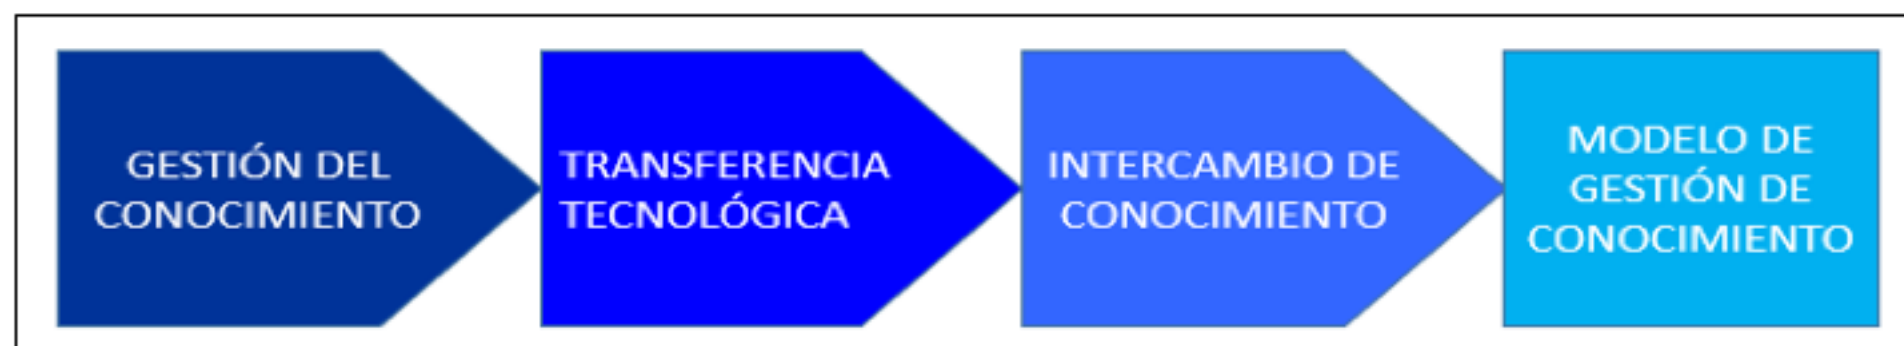 GESTIÓN DEL
CONOCIMIENTO
TRANSFERENCIA
TECNOLÓGICA
INTERCAMBIO DE
CONOCIMIENTO
MODELO DE
GESTIÓN DE
CONOCIMIENTO